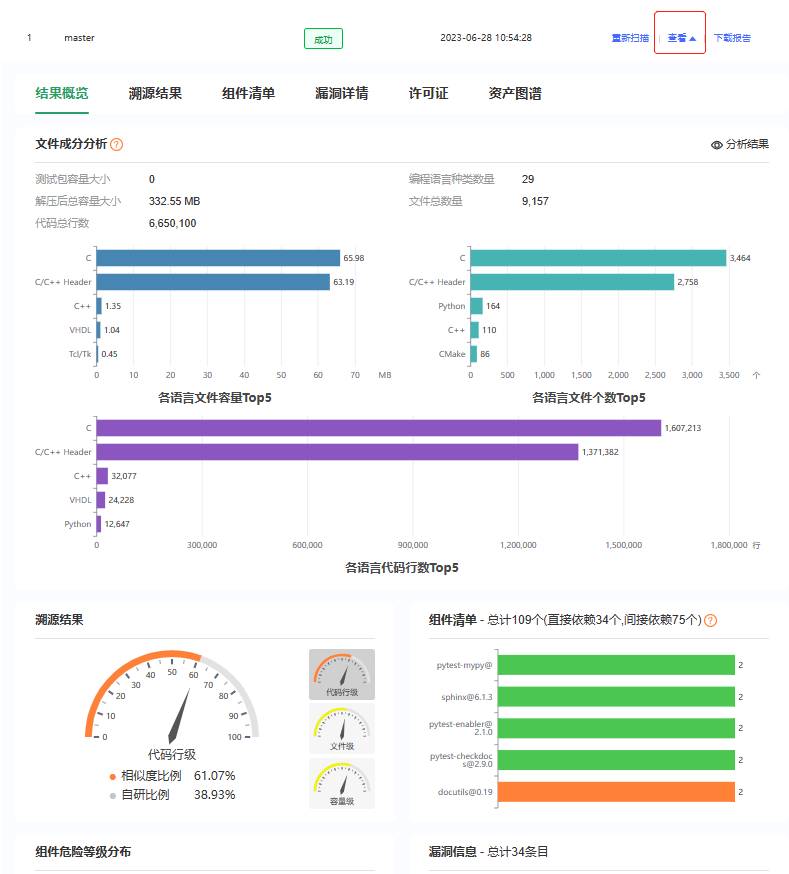 1 master 成功 2023-06-28 10:54:28 重新扫描 查看 下载报告
结果概览 溯源结果 组件清单 漏洞详情 许可证 资产图谱
文件成分分析 ? 分析结果
测试包容量大小 0 编程语言种类数量 29
解压后总容量大小 332.55 MB 文件总数量 9,157
代码总行数 6,650,100
C 65.98
C/C++ Header 63.19
C++ 1.35
VHDL 1.04
Tcl/Tk 0.45
0 10 20 30 40 50 60 70 MB
各语言文件容量Top5
C 3,464
C/C++ Header 2,758
Python 164
C++ 110
CMake 86
0 500 1,000 1,500 2,000 2,500 3,000 3,500 个
各语言文件个数Top5
C 1,607,213
C/C++ Header 1,371,382
C++ 32,077
VHDL 24,228
Python 12,647
0 300,000 600,000 900,000 1,200,000 1,500,000 1,800,000 行
各语言代码行数Top5
溯源结果
0 10 20 30 40 50 60 70 80 90 100
代码行级
相似度比例 61.07%
自研比例 38.93%
代码行级
文件级
容量级
组件清单 - 总计109个(直接依赖34个,间接依赖75个) ?
pytest-mypy@ 2
sphinx@6.1.3 2
pytest-enabler@
2.1.0 2
pytest-checkdoc
s@2.9.0 2
docutils@0.19 2
组件危险等级分布
漏洞信息 - 总计34条目